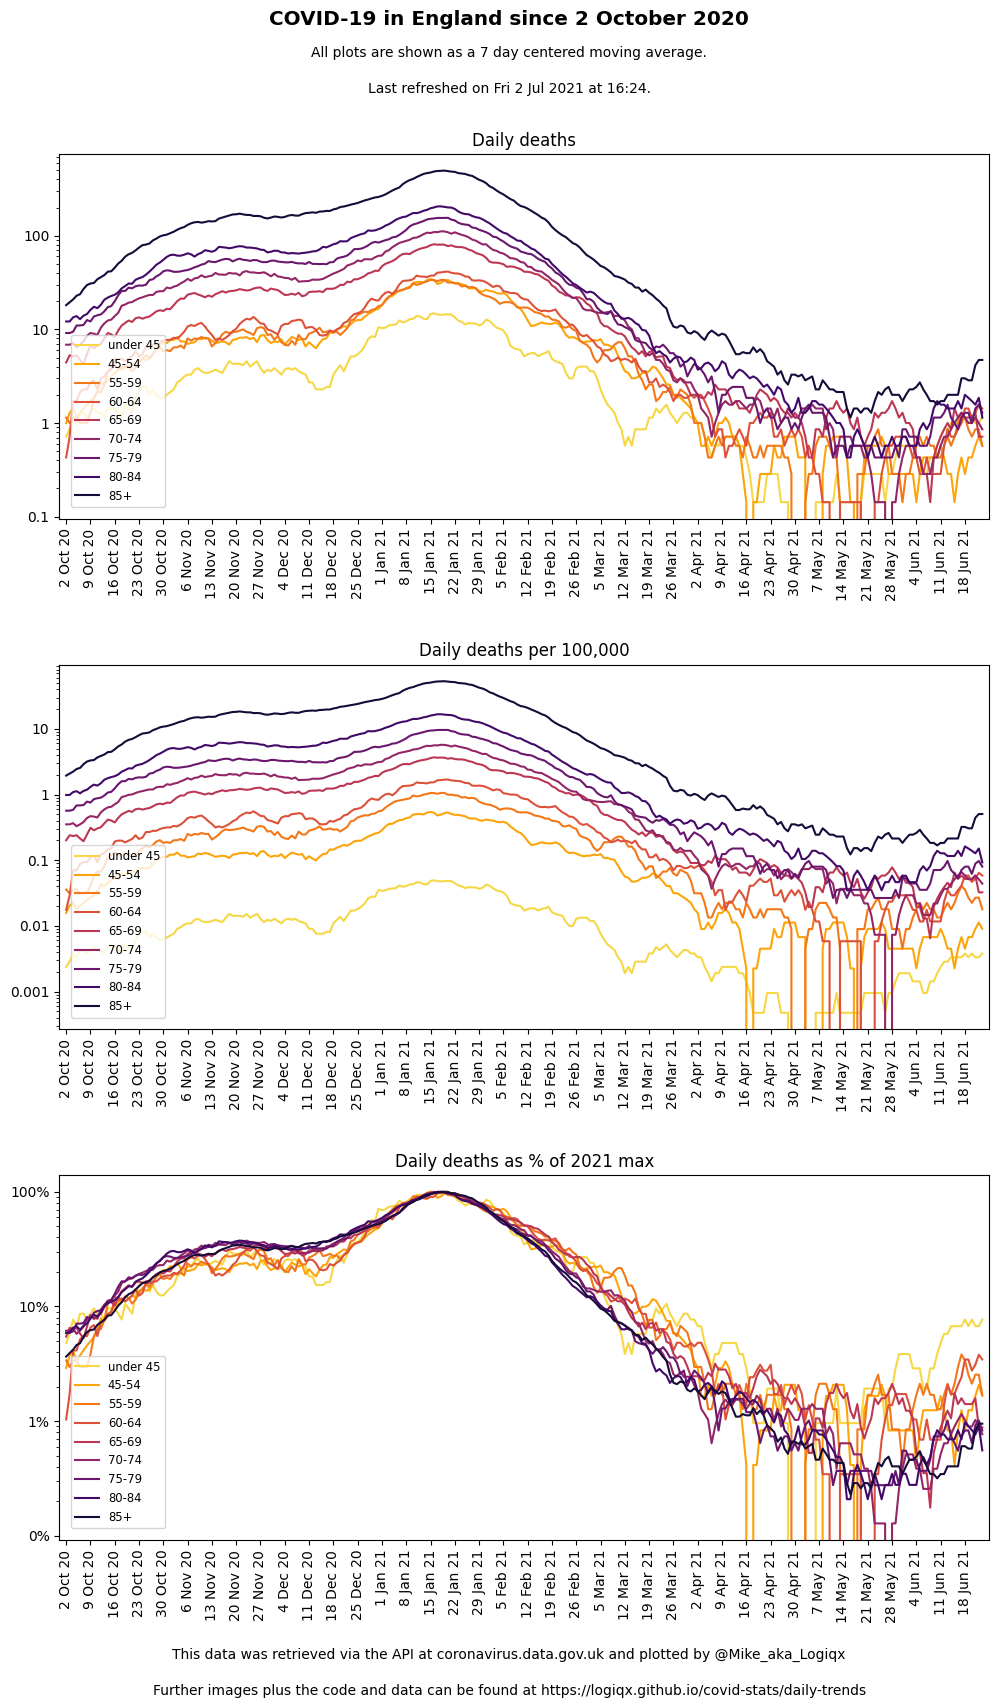 COVID-19 in England since 2 October 2020
All plots are shown as a 7 day centered moving average.
Last refreshed on Fri 2 Jul 2021 at 16:24.
Daily deaths
100
10
1
0.1
under 45
45-54
55-59
60-64
65-69
70-74
75-79
80-84
85+
2 Oct 20
9 Oct 20
16 Oct 20
23 Oct 20
30 Oct 20
6 Nov 20
13 Nov 20
20 Nov 20
27 Nov 20
4 Dec 20
11 Dec 20
18 Dec 20
25 Dec 20
1 Jan 21
8 Jan 21
15 Jan 21
22 Jan 21
29 Jan 21
5 Feb 21
12 Feb 21
19 Feb 21
26 Feb 21
5 Mar 21
12 Mar 21
19 Mar 21
26 Mar 21
2 Apr 21
9 Apr 21
16 Apr 21
23 Apr 21
30 Apr 21
7 May 21
14 May 21
21 May 21
28 May 21
4 Jun 21
11 Jun 21
18 Jun 21
Daily deaths per 100,000
10
1
0.1
0.01
0.001
under 45
45-54
55-59
60-64
65-69
70-74
75-79
80-84
85+
2 Oct 20
9 Oct 20
16 Oct 20
23 Oct 20
30 Oct 20
6 Nov 20
13 Nov 20
20 Nov 20
27 Nov 20
4 Dec 20
11 Dec 20
18 Dec 20
25 Dec 20
1 Jan 21
8 Jan 21
15 Jan 21
22 Jan 21
29 Jan 21
5 Feb 21
12 Feb 21
19 Feb 21
26 Feb 21
5 Mar 21
12 Mar 21
19 Mar 21
26 Mar 21
2 Apr 21
9 Apr 21
16 Apr 21
23 Apr 21
30 Apr 21
7 May 21
14 May 21
21 May 21
28 May 21
4 Jun 21
11 Jun 21
18 Jun 21
Daily deaths as % of 2021 max
100%
10%
1%
0%
under 45
45-54
55-59
60-64
65-69
70-74
75-79
80-84
85+
2 Oct 20
9 Oct 20
16 Oct 20
23 Oct 20
30 Oct 20
6 Nov 20
13 Nov 20
20 Nov 20
27 Nov 20
4 Dec 20
11 Dec 20
18 Dec 20
25 Dec 20
1 Jan 21
8 Jan 21
15 Jan 21
22 Jan 21
29 Jan 21
5 Feb 21
12 Feb 21
19 Feb 21
26 Feb 21
5 Mar 21
12 Mar 21
19 Mar 21
26 Mar 21
2 Apr 21
9 Apr 21
16 Apr 21
23 Apr 21
30 Apr 21
7 May 21
14 May 21
21 May 21
28 May 21
4 Jun 21
11 Jun 21
18 Jun 21
This data was retrieved via the API at coronavirus.data.gov.uk and plotted by @Mike_aka_Logiqx
Further images plus the code and data can be found at https://logiqx.github.io/covid-stats/daily-trends